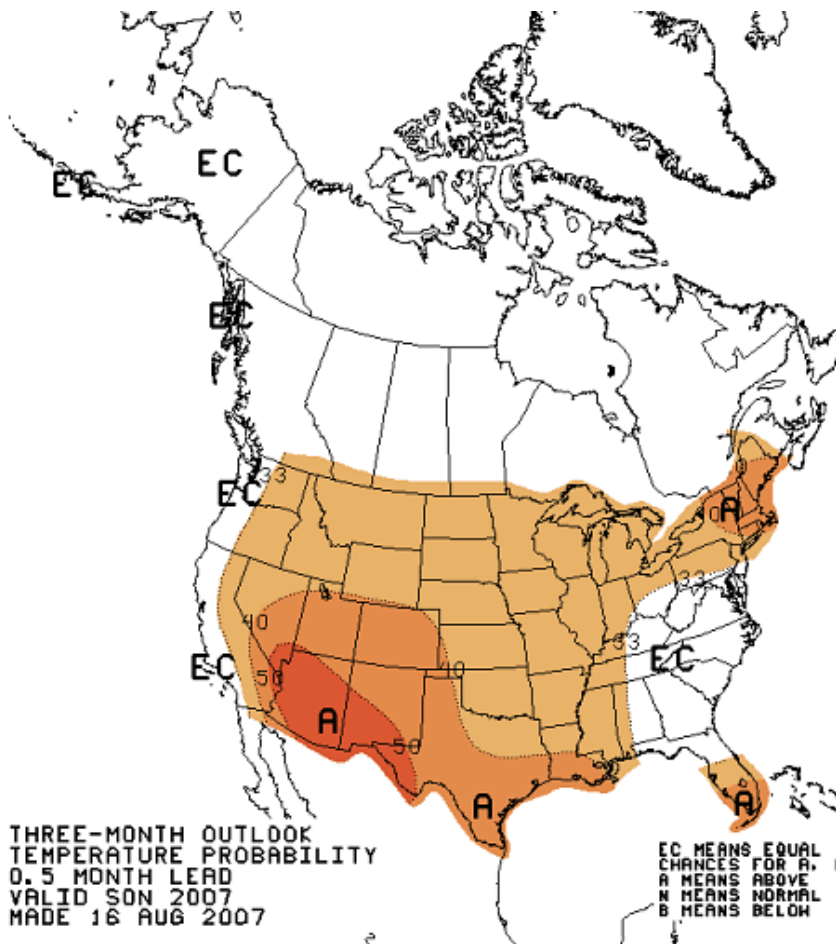 EC
EC
EC
33
EC
A
40
33
40
EC
33
EC
40
50
A
50
A
A
THREE-MONTH OUTLOOK
TEMPERATURE PROBABILITY
0.5 MONTH LEAD
VALID SON 2007
MADE 16 AUG 2007
EC MEANS EQUAL
CHANCES FOR A,
A MEANS ABOVE
N MEANS NORMAL
B MEANS BELOW